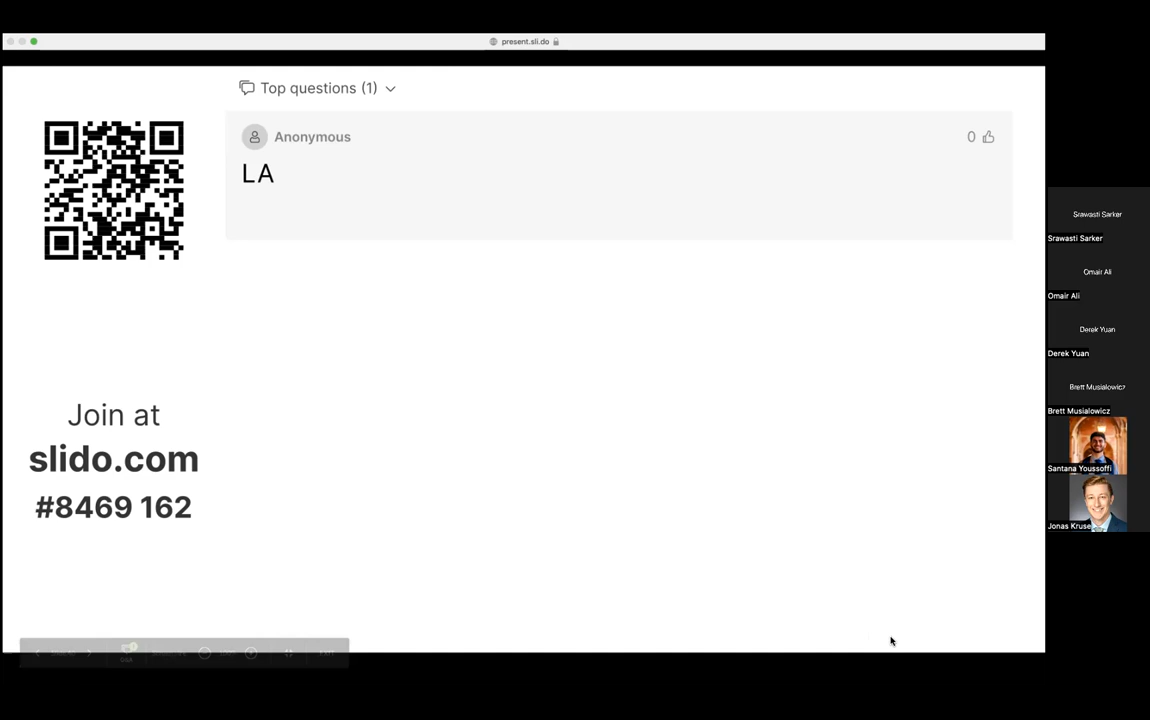 present.sli.do
Top questions (1)
Anonymous
0
LA
Join at
slido.com
#8469 162
Srawasti Sarker
Srawasti Sarker
Omair Ali
Omair Ali
Derek Yuan
Derek Yuan
Brett Musialowicz
Brett Musialowicz
Santana Youssoffi
Jonas Kruse
EXIT